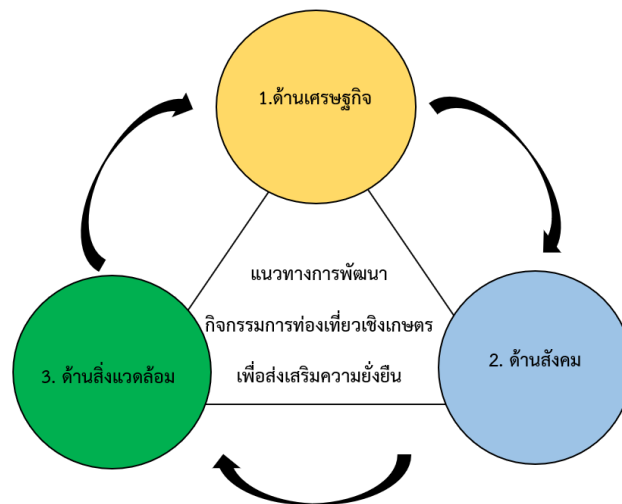 1.ด้านเศรษฐกิจ
แนวทางการพัฒนา
กิจกรรมการท่องเที่ยวเชิงเกษตร
เพื่อส่งเสริมความยั่งยืน
2. ด้านสังคม
3. ด้านสิ่งแวดล้อม